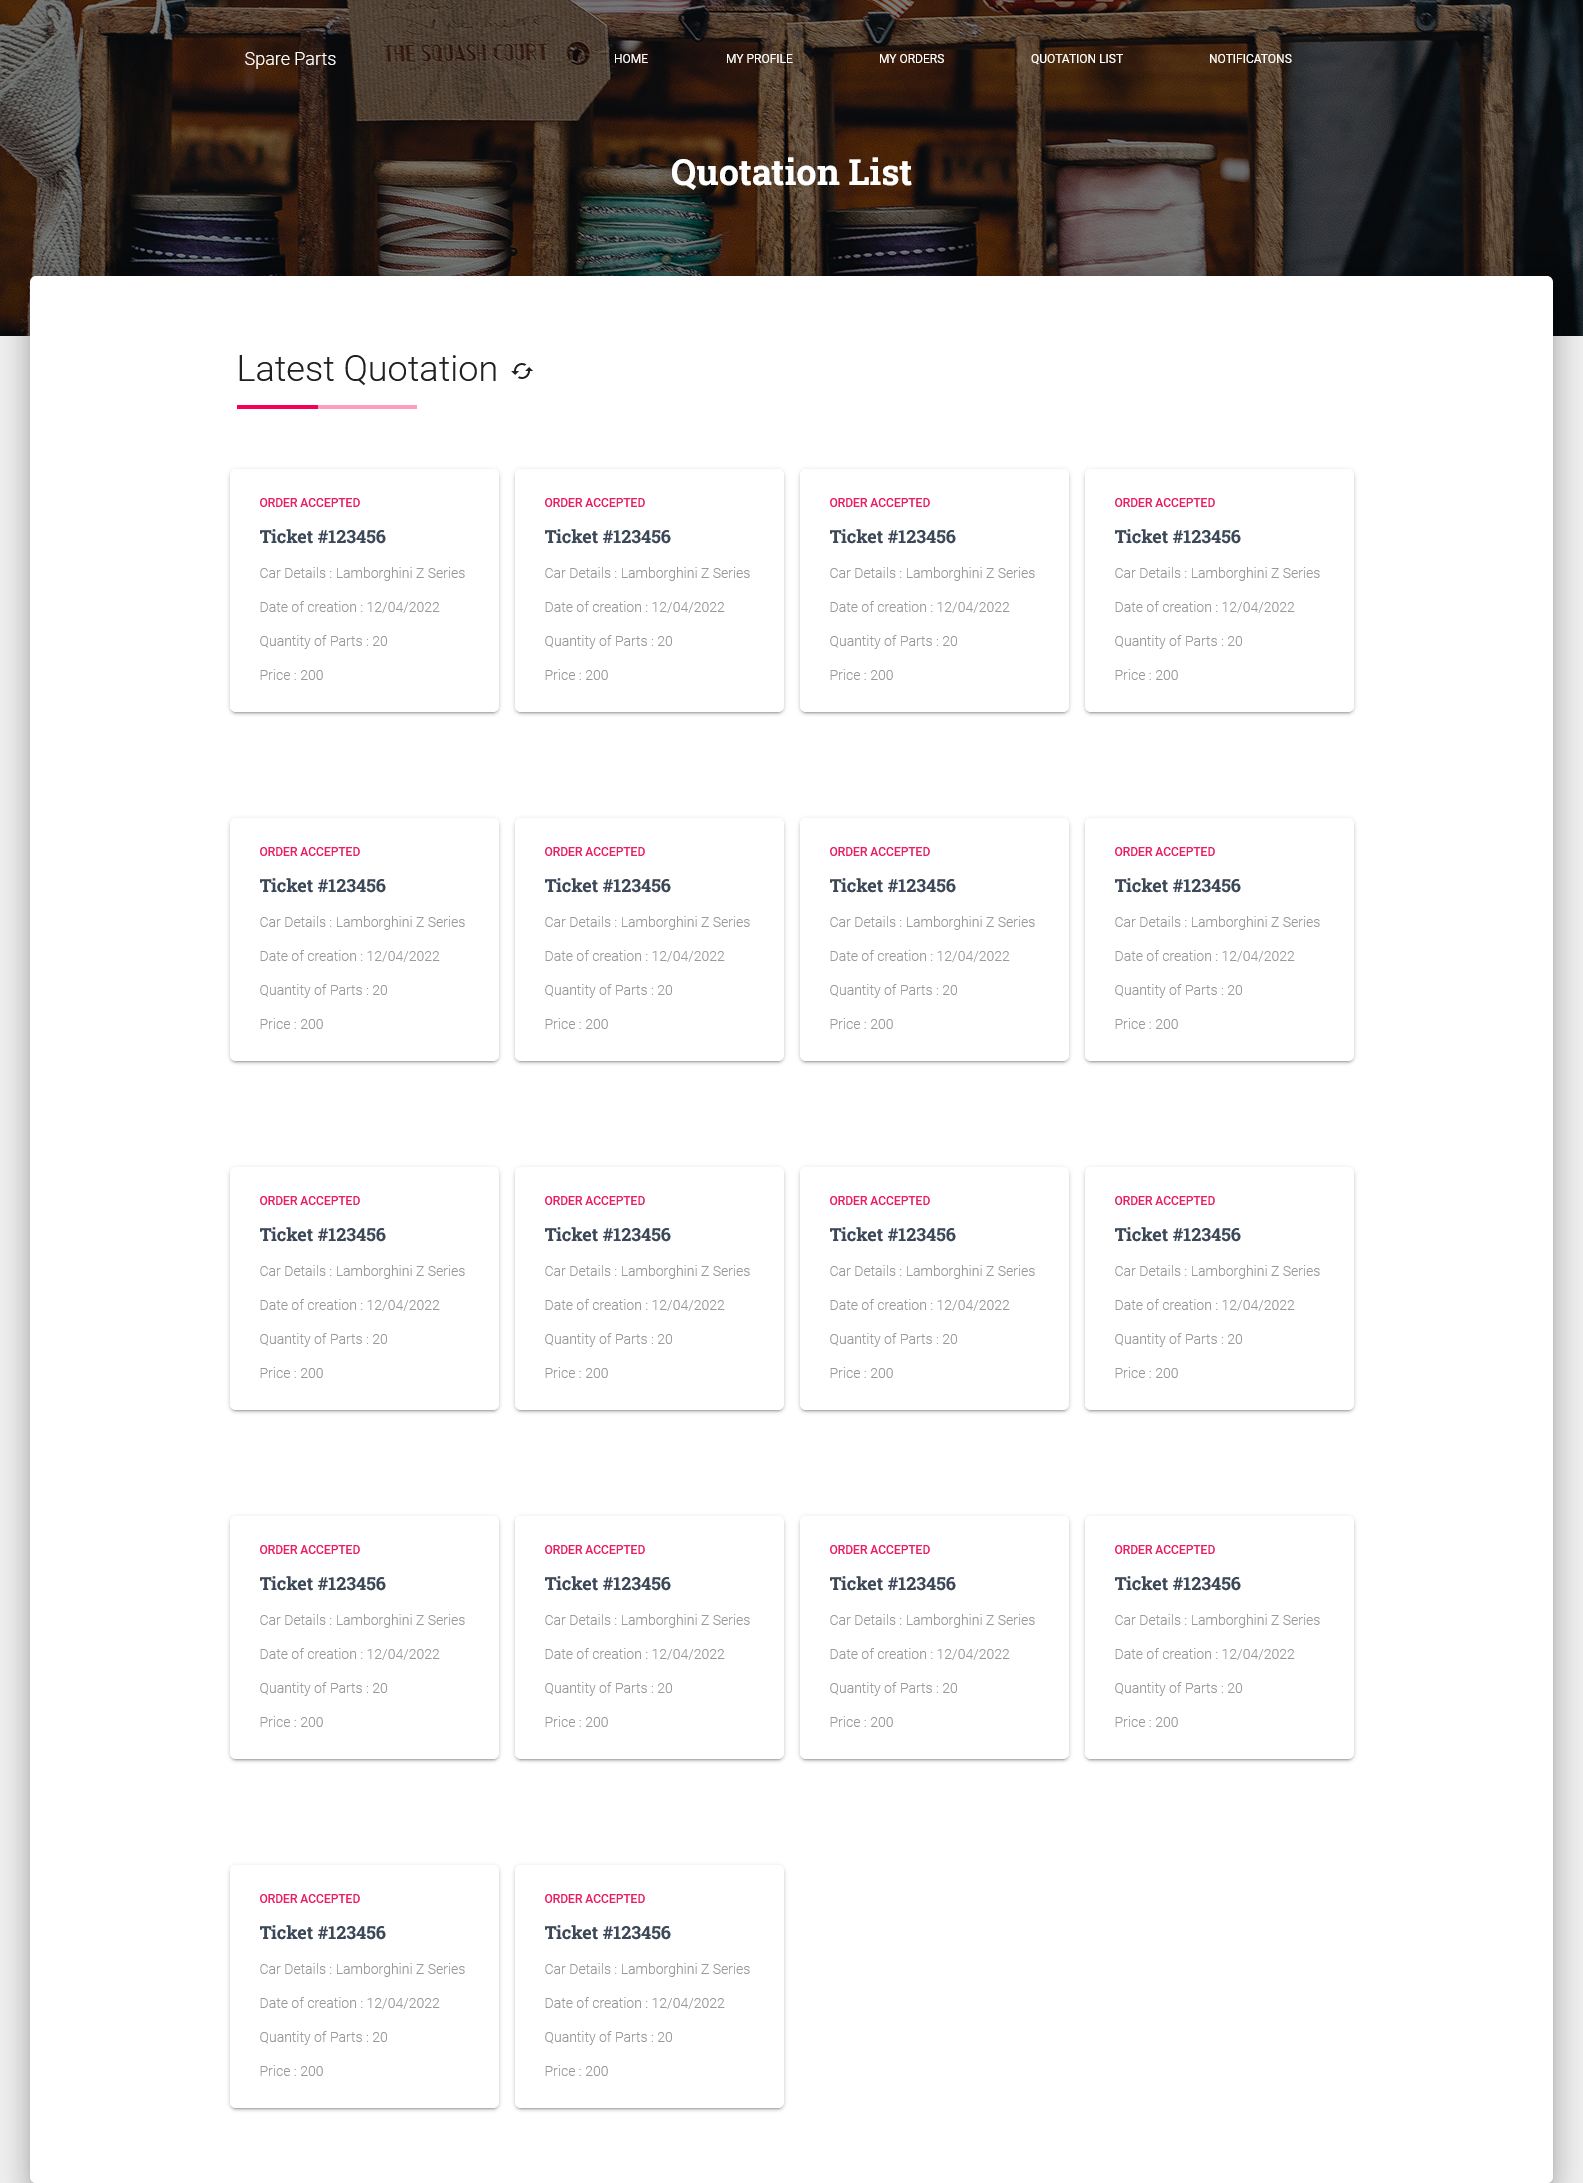 THE SQUASH COURT
Spare Parts HOME MY PROFILE MY ORDERS QUOTATION LIST NOTIFICATONS
Quotation List
Latest Quotation
ORDER ACCEPTED ORDER ACCEPTED ORDER ACCEPTED ORDER ACCEPTED
Ticket #123456 Ticket #123456 Ticket #123456 Ticket #123456
Car Details : Lamborghini Z Series Car Details : Lamborghini Z Series Car Details : Lamborghini Z Series Car Details : Lamborghini Z Series
Date of creation : 12/04/2022 Date of creation : 12/04/2022 Date of creation : 12/04/2022 Date of creation : 12/04/2022
Quantity of Parts : 20 Quantity of Parts : 20 Quantity of Parts : 20 Quantity of Parts : 20
Price : 200 Price : 200 Price : 200 Price : 200
ORDER ACCEPTED ORDER ACCEPTED ORDER ACCEPTED ORDER ACCEPTED
Ticket #123456 Ticket #123456 Ticket #123456 Ticket #123456
Car Details : Lamborghini Z Series Car Details : Lamborghini Z Series Car Details : Lamborghini Z Series Car Details : Lamborghini Z Series
Date of creation : 12/04/2022 Date of creation : 12/04/2022 Date of creation : 12/04/2022 Date of creation : 12/04/2022
Quantity of Parts : 20 Quantity of Parts : 20 Quantity of Parts : 20 Quantity of Parts : 20
Price : 200 Price : 200 Price : 200 Price : 200
ORDER ACCEPTED ORDER ACCEPTED ORDER ACCEPTED ORDER ACCEPTED
Ticket #123456 Ticket #123456 Ticket #123456 Ticket #123456
Car Details : Lamborghini Z Series Car Details : Lamborghini Z Series Car Details : Lamborghini Z Series Car Details : Lamborghini Z Series
Date of creation : 12/04/2022 Date of creation : 12/04/2022 Date of creation : 12/04/2022 Date of creation : 12/04/2022
Quantity of Parts : 20 Quantity of Parts : 20 Quantity of Parts : 20 Quantity of Parts : 20
Price : 200 Price : 200 Price : 200 Price : 200
ORDER ACCEPTED ORDER ACCEPTED ORDER ACCEPTED ORDER ACCEPTED
Ticket #123456 Ticket #123456 Ticket #123456 Ticket #123456
Car Details : Lamborghini Z Series Car Details : Lamborghini Z Series Car Details : Lamborghini Z Series Car Details : Lamborghini Z Series
Date of creation : 12/04/2022 Date of creation : 12/04/2022 Date of creation : 12/04/2022 Date of creation : 12/04/2022
Quantity of Parts : 20 Quantity of Parts : 20 Quantity of Parts : 20 Quantity of Parts : 20
Price : 200 Price : 200 Price : 200 Price : 200
ORDER ACCEPTED ORDER ACCEPTED
Ticket #123456 Ticket #123456
Car Details : Lamborghini Z Series Car Details : Lamborghini Z Series
Date of creation : 12/04/2022 Date of creation : 12/04/2022
Quantity of Parts : 20 Quantity of Parts : 20
Price : 200 Price : 200